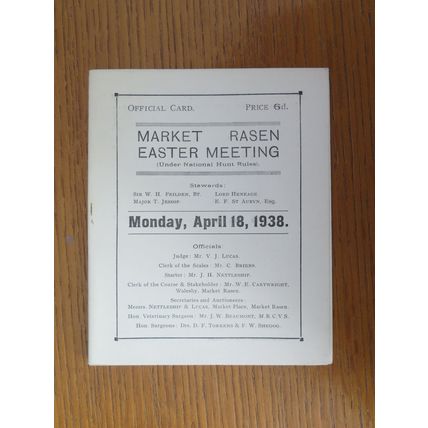 OFFICIAL CARD. PRICE 6d.
MARKET RASEN
EASTER MEETING
(Under National Hunt Rules).
Stewards:
SIR W. H. FEILDEN, BT. LORD HENEAGE.
MAJOR T. JESSOP. E. F. ST AUBYN, ESQ.
Monday, April 18, 1938.
Officials:
Judge: MR. V. J. LUCAS.
Clerk of the Scales: MR. C. BRIERS.
Starter: MR. J. H. NETTLESHIP.
Clerk of the Course & Stakeholder: MR. W. E. CARTWRIGHT,
Walesby, Market Rasen.
Secretaries and Auctioneers:
Messrs. NETTLESHIP & LUCAS, Market Place, Market Rasen.
Hon. Veterinary Surgeon: MR. J. W. BEAUMONT, M.R.C.V.S.
Hon. Surgeons: DRS. D. F. TORRENS & F. W. SHEGOG.